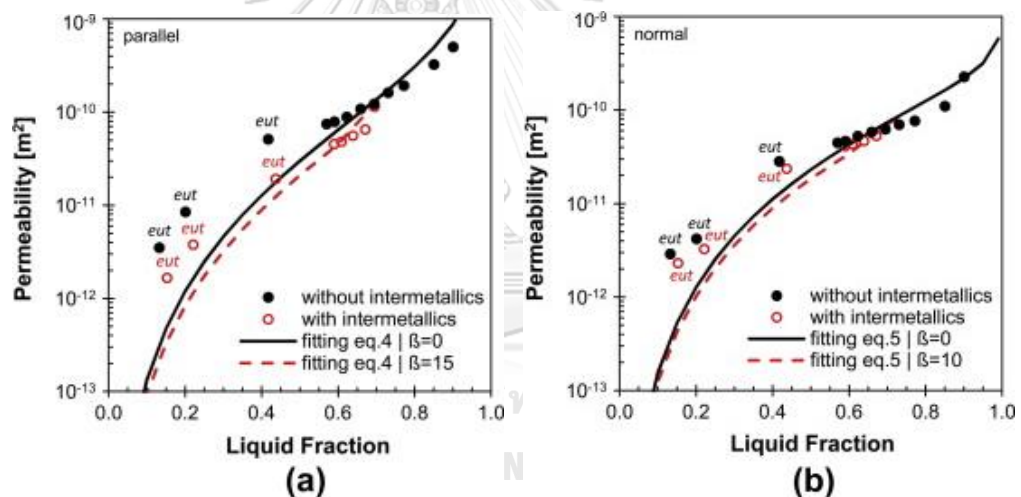 parallel
10⁻⁹
10⁻¹⁰
10⁻¹¹
10⁻¹²
10⁻¹³
Permeability [m²]
eut
eut
eut
eut
eut
eut
without intermetallics
with intermetallics
fitting eq.4 | ß=0
fitting eq.4 | ß=15
0.0 0.2 0.4 0.6 0.8 1.0
Liquid Fraction
(a)
normal
10⁻⁹
10⁻¹⁰
10⁻¹¹
10⁻¹²
10⁻¹³
Permeability [m²]
eut
eut
eut
eut
eut
eut
without intermetallics
with intermetallics
fitting eq.5 | ß=0
fitting eq.5 | ß=10
0.0 0.2 0.4 0.6 0.8 1.0
Liquid Fraction
(b)